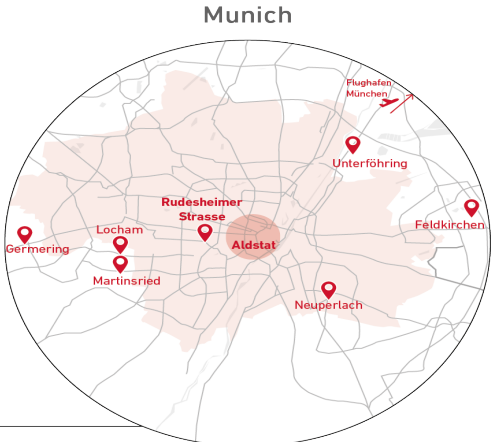 Munich
Flughafen
München
Unterföhring
Rudesheimer
Strasse
Feldkirchen
Locham
Aldstat
Germering
Martinsried
Neuperlach